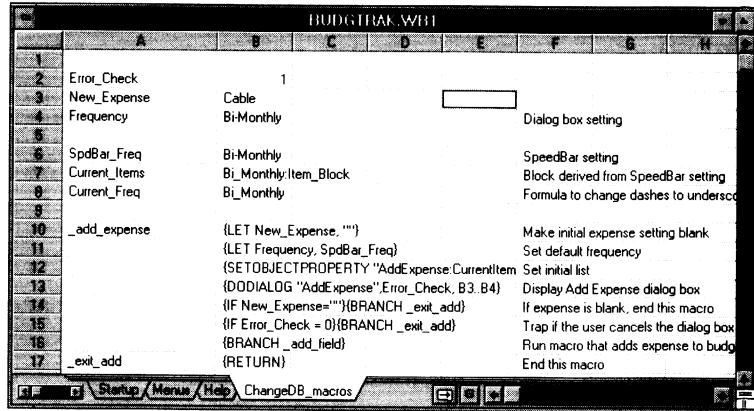 BUDGTRAK.WB1
A B C D E F G H
1
2 Error_Check 1
3 New_Expense Cable
4 Frequency Bi-Monthly Dialog box setting
5
6 SpdBar_Freq Bi-Monthly SpeedBar setting
7 Current_Items Bi_Monthly:Item_Block Block derived from SpeedBar setting
8 Current_Freq Bi_Monthly Formula to change dashes to undersco
9
10 _add_expense {LET New_Expense, ""} Make initial expense setting blank
11 {LET Frequency, SpdBar_Freq} Set default frequency
12 {SETOBJECTPROPERTY "AddExpense:CurrentItem Set initial list
13 {DODIALOG "AddExpense",Error_Check, B3..B4} Display Add Expense dialog box
14 {IF New_Expense=""}{BRANCH _exit_add} If expense is blank, end this macro
15 {IF Error_Check = 0}{BRANCH _exit_add} Trap if the user cancels the dialog box
16 {BRANCH _add_field} Run macro that adds expense to budg
17 _exit_add {RETURN} End this macro
Startup Menus Help ChangeDB_macros